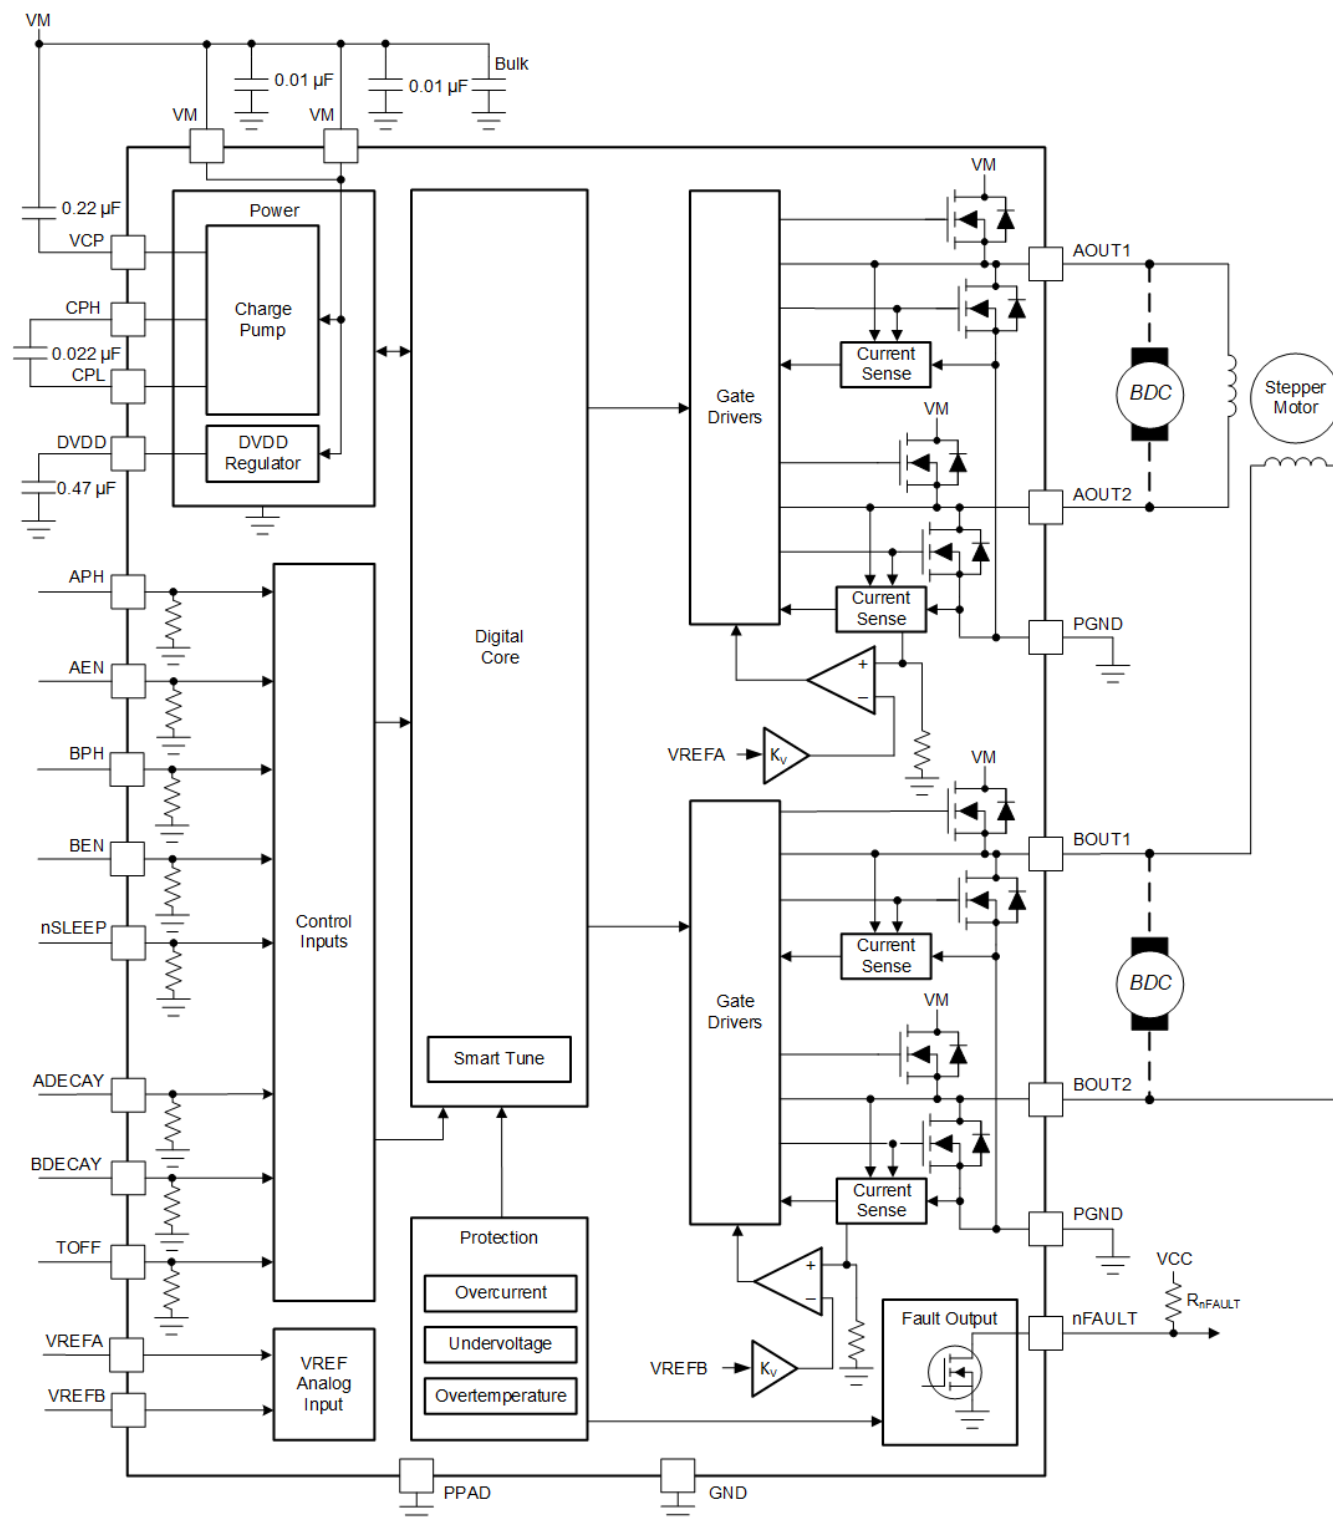 VM
0.01 µF
0.01 µF
Bulk
VM
VM
0.22 µF
VCP
CPH
0.022 µF
CPL
DVDD
0.47 µF
Power
Charge
Pump
DVDD
Regulator
APH
AEN
BPH
BEN
nSLEEP
ADECAY
BDECAY
TOFF
VREFA
VREFB
Control
Inputs
VREF
Analog
Input
Digital
Core
Smart Tune
Protection
Overcurrent
Undervoltage
Overtemperature
PPAD
GND
Gate
Drivers
VM
Current
Sense
VM
Current
Sense
+
−
VREFA
KV
AOUT1
BDC
Stepper
Motor
AOUT2
PGND
Gate
Drivers
VM
Current
Sense
VM
Current
Sense
+
−
VREFB
KV
BOUT1
BDC
BOUT2
PGND
Fault Output
VCC
RnFAULT
nFAULT